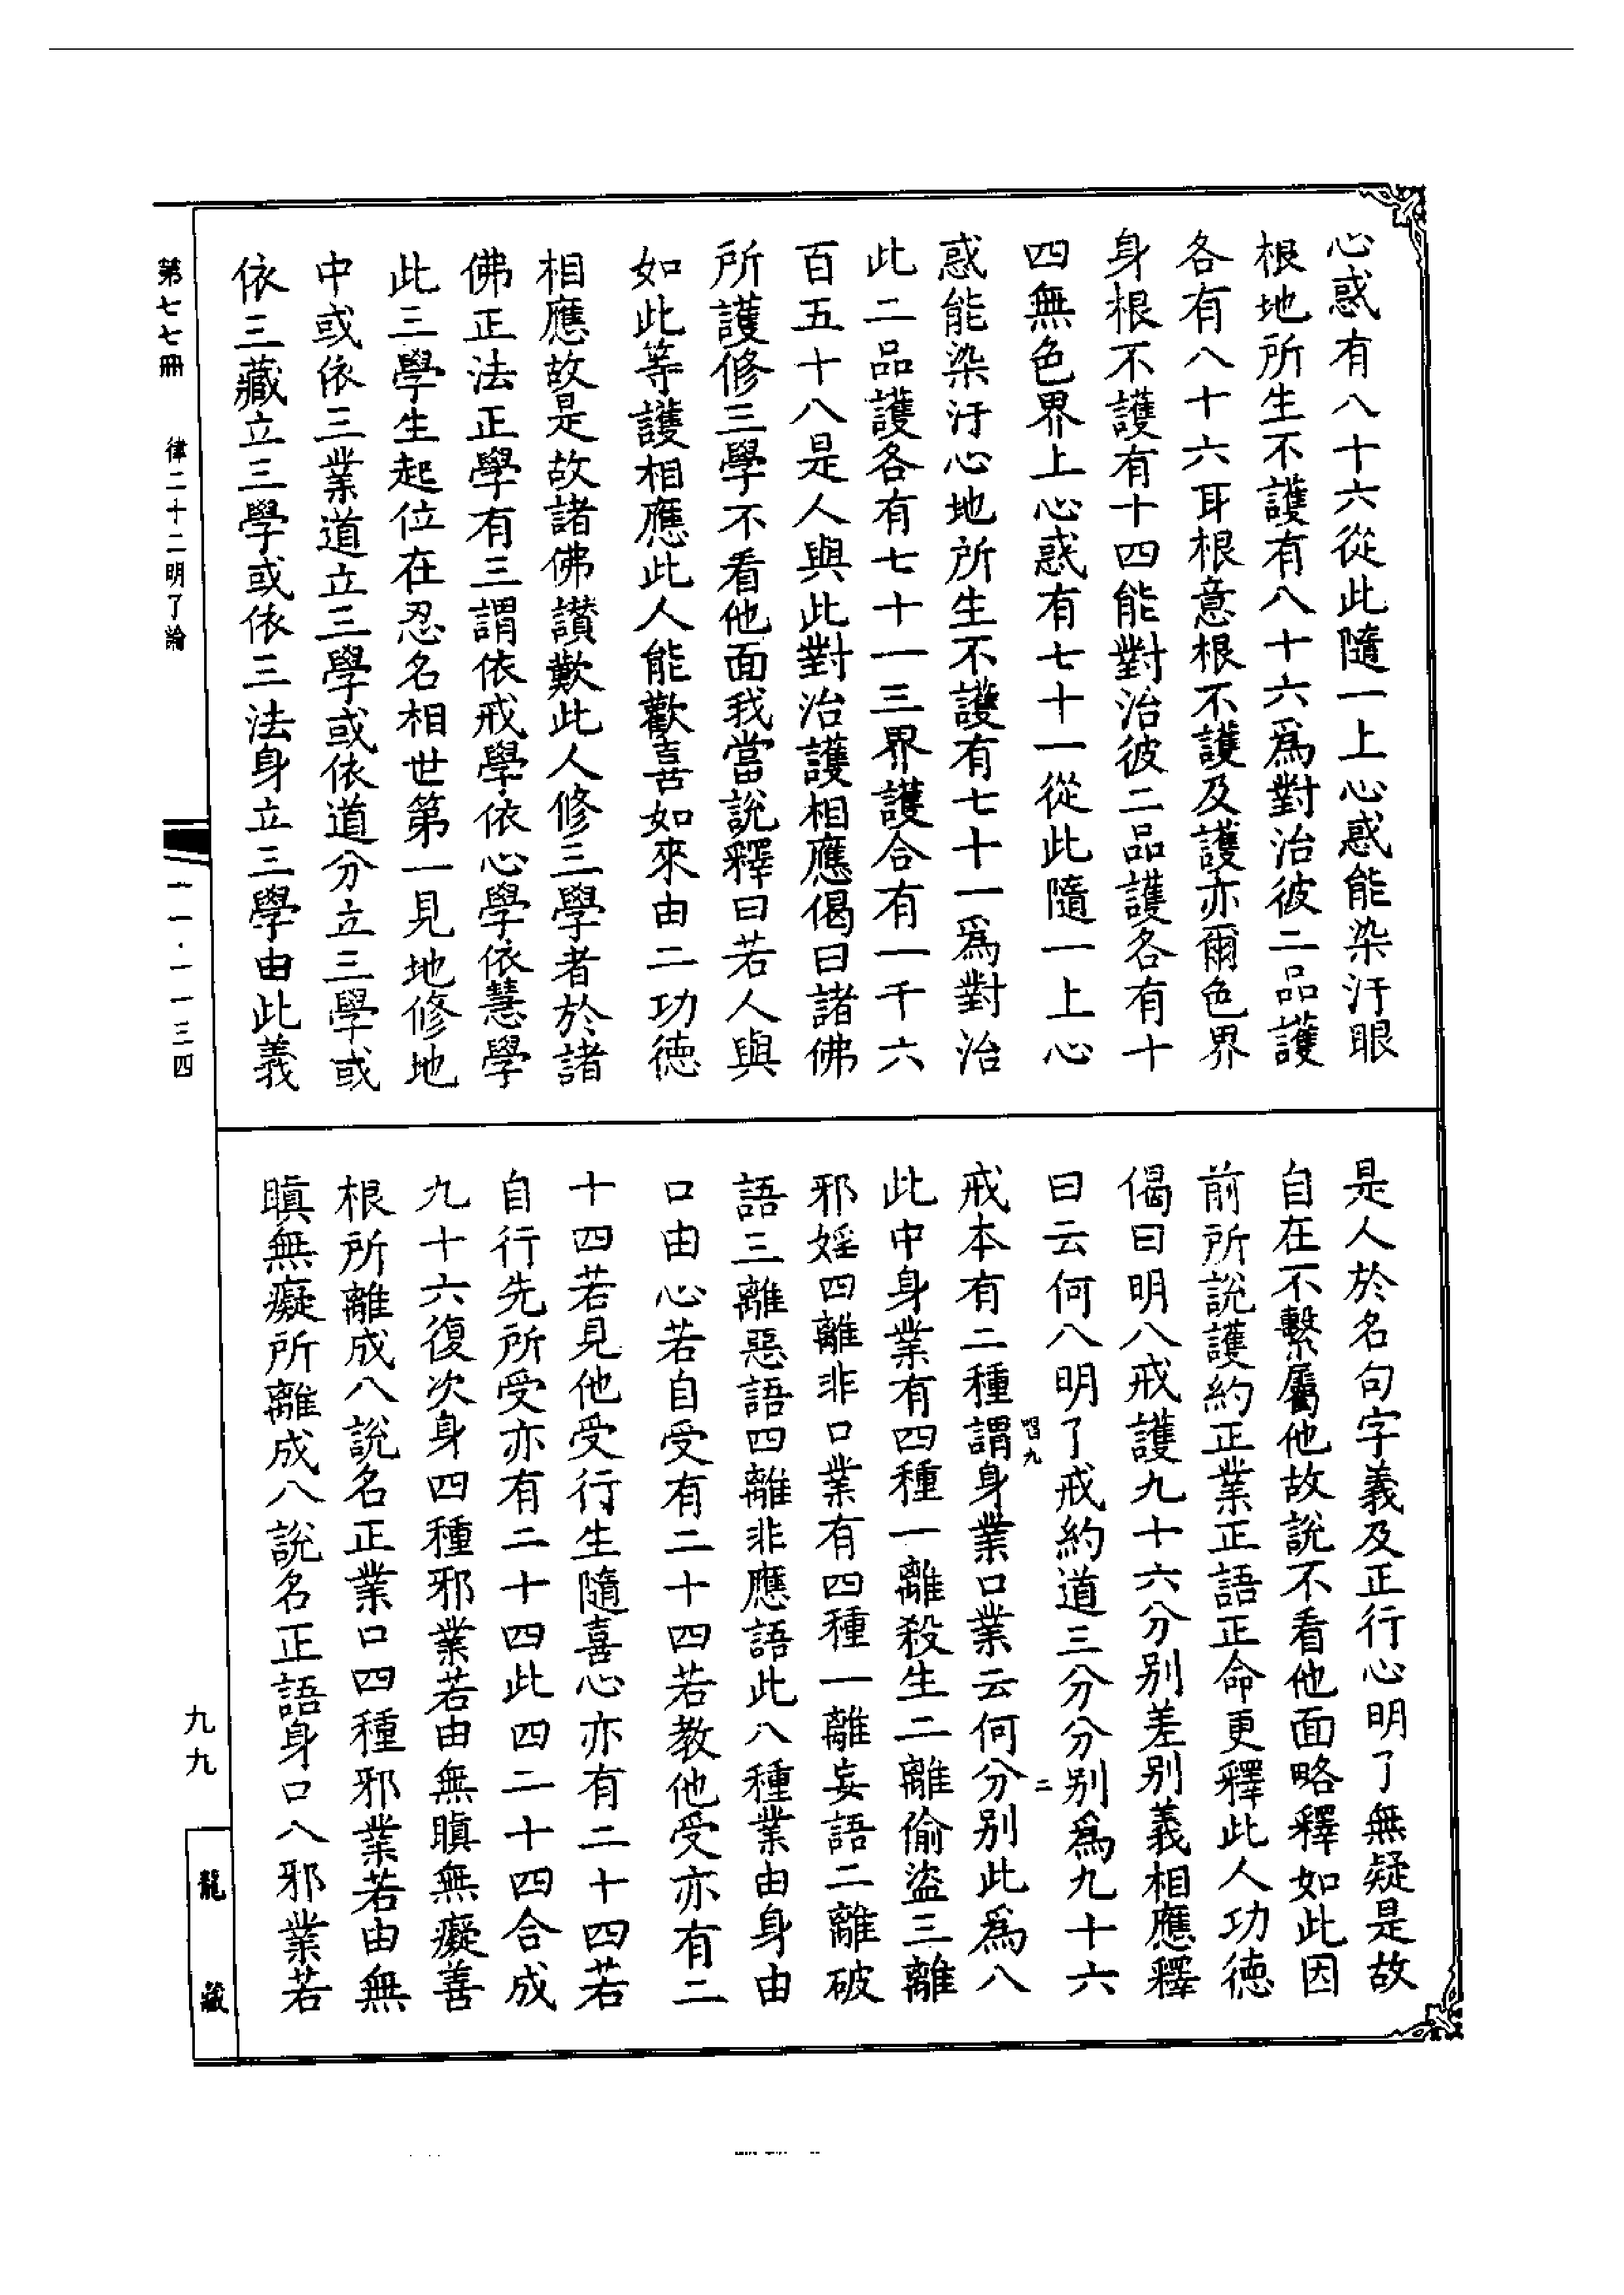 心惑有八十六從此隨一上心惑能染汙眼
根地所生不護有八十六爲對治彼二品護
各有八十六耳根意根不護及護亦爾色界
身根不護有十四能對治彼二品護各有十
四無色界上心惑有七十一從此隨一上心
惑能染汙心地所生不護有七十一爲對治
此二品護各有七十一三界護合有一千六
百五十八是人與此對治護相應偈曰諸佛
所護修三學不看他面我當說釋曰若人與
如此等護相應此人能歡喜如來由二功德
相應故是故諸佛讃歎此人修三學者於諸
佛正法正學有三謂依戒學依心學依慧學
此三學生起位在忍名相世第一見地修地
中或依三業道立三學或依道分立三學或
依三藏立三學或依三法身立三學由此義
是人於名句字義及正行心明了無疑是故
自在不繫屬他故說不看他面略釋如此因
前所說護約正業正語正命更釋此人功德
偈曰明八戒護九十六分別差别義相應釋
曰云何八明了戒約道三分分别爲九十六
戒本有二種謂身業口業云何分别此爲八
此中身業有四種一離殺生二離偷盜三離
邪婬四離非口業有四種一離妄語二離破
語三離惡語四離非應語此八種業由身由
口由心若自受有二十四若教他受亦有二
十四若見他受行生隨喜心亦有二十四若
自行先所受亦有二十四此四二十四合成
九十六復次身四種邪業若由無瞋無癡善
根所離成八說名正業口四種邪業若由無
瞋無癡所離成八說名正語身口八邪業若
第七七冊 律二十二明了論 一一·一一三四
九九
龍藏